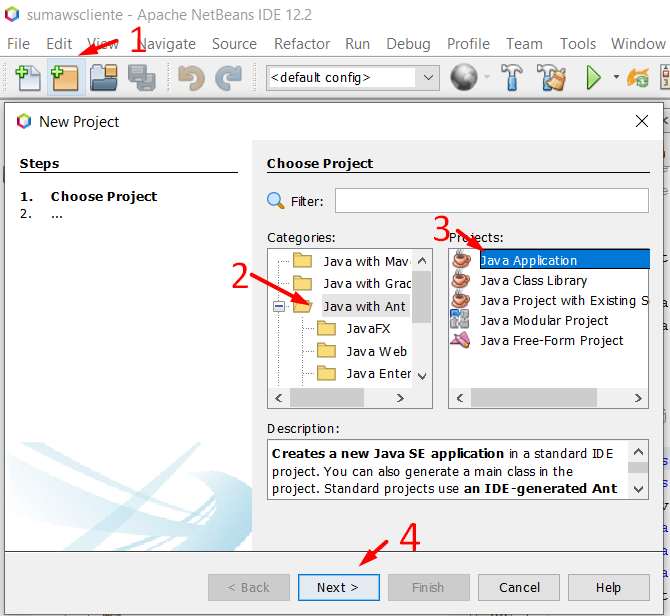 sumawscliente - Apache NetBeans IDE 12.2
File Edit View Navigate Source Refactor Run Debug Profile Team Tools Window
1
<default config>
New Project
Steps
1. Choose Project
2. ...
Choose Project
Filter:
Categories:
3
Projects:
2
Java with Mav
Java with Grad
Java with Ant
JavaFX
Java Web
Java Enter
Java Application
Java Class Library
Java Project with Existing S
Java Modular Project
Java Free-Form Project
Description:
Creates a new Java SE application in a standard IDE
project. You can also generate a main class in the
project. Standard projects use an IDE-generated Ant
4
< Back
Next >
Finish
Cancel
Help